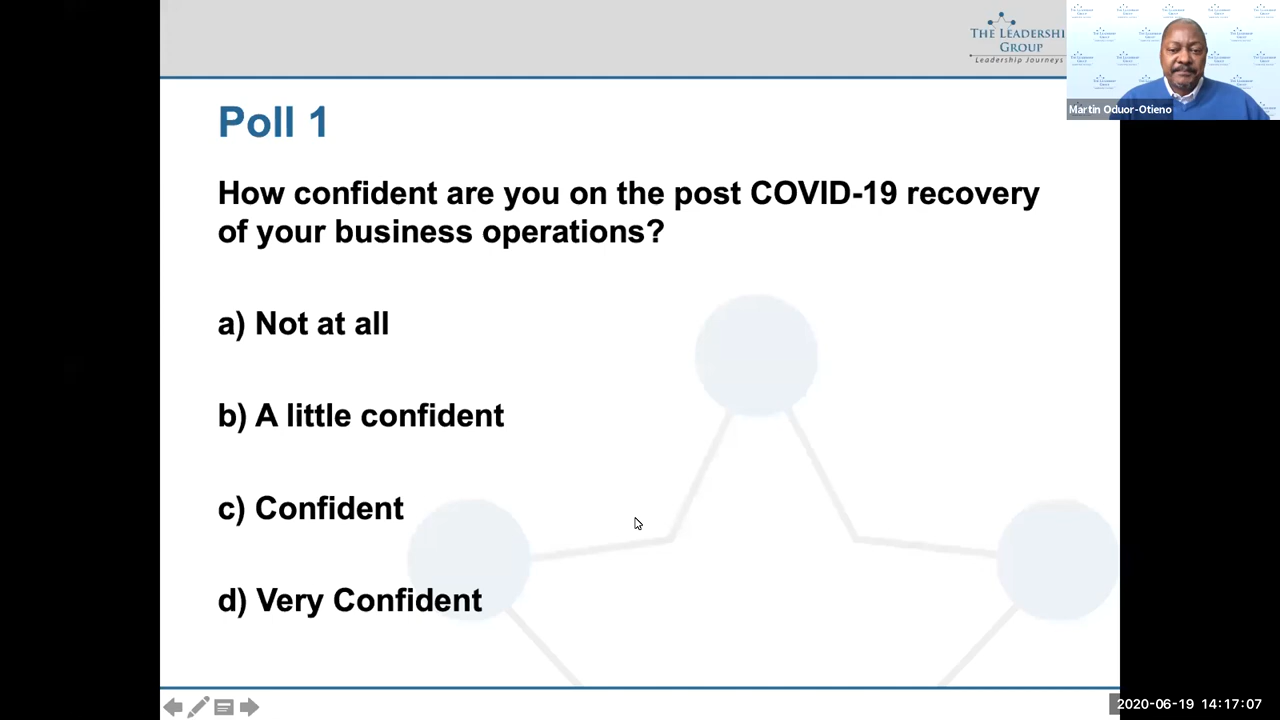 THE LEADERSHI
GROUP
Leadership Journeys
Martin Oduor-Otieno
Poll 1
How confident are you on the post COVID-19 recovery
of your business operations?
a) Not at all
b) A little confident
c) Confident
d) Very Confident
2020-06-19 14:17:07